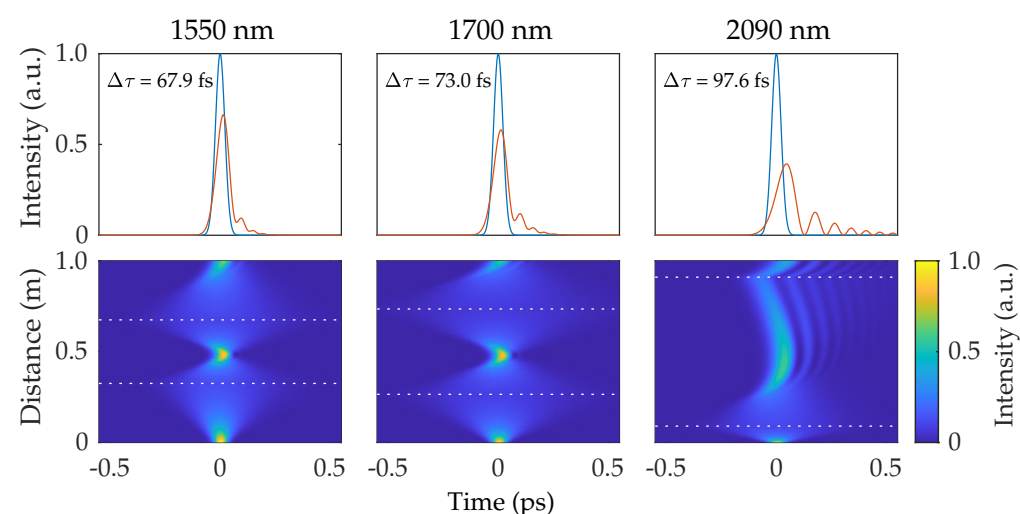 1550 nm 1700 nm 2090 nm
Intensity (a.u.)
1.0
0.5
0
Δτ = 67.9 fs
Δτ = 73.0 fs
Δτ = 97.6 fs
Distance (m)
1.0
0.5
0
-0.5 0 0.5
-0.5 0 0.5
-0.5 0 0.5
Time (ps)
1.0
0.5
0
Intensity (a.u.)